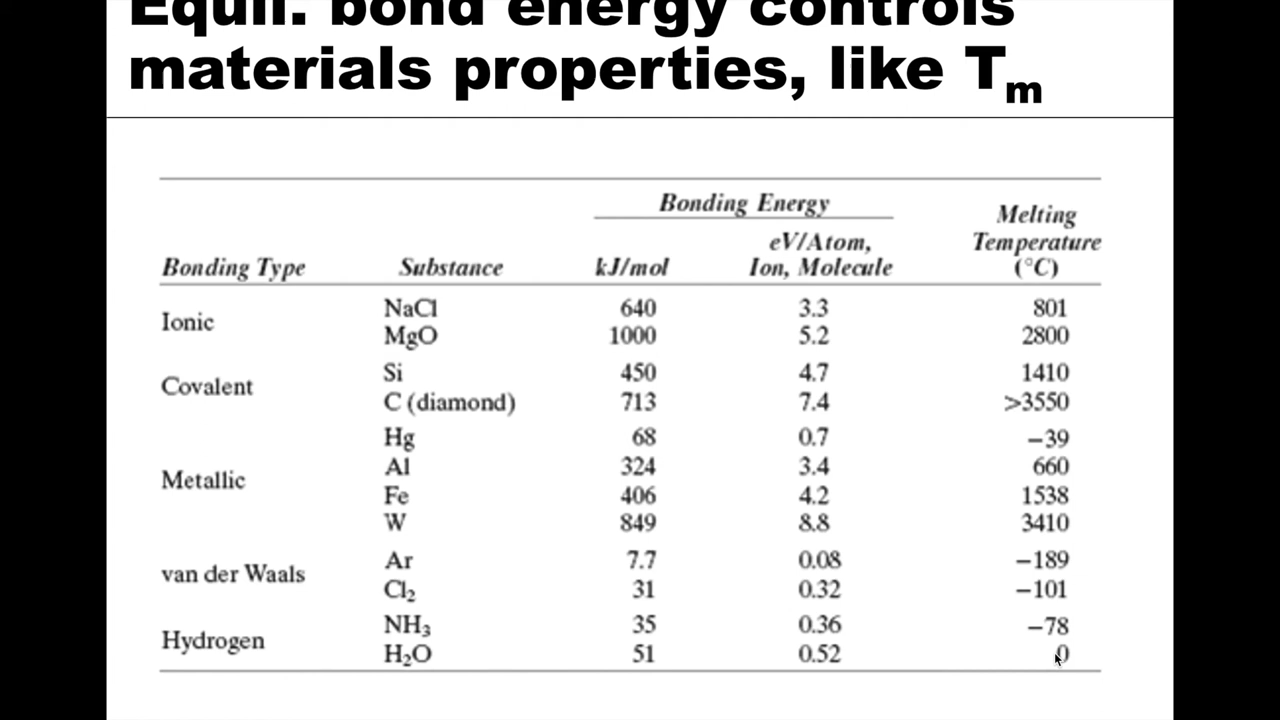 Equil. bond energy controls
materials properties, like Tm
Bonding Energy
Melting
eV/Atom, Temperature
Bonding Type Substance kJ/mol Ion, Molecule (°C)
Ionic
NaCl 640 3.3 801
MgO 1000 5.2 2800
Covalent
Si 450 4.7 1410
C (diamond) 713 7.4 >3550
Metallic
Hg 68 0.7 −39
Al 324 3.4 660
Fe 406 4.2 1538
W 849 8.8 3410
van der Waals
Ar 7.7 0.08 −189
Cl₂ 31 0.32 −101
Hydrogen
NH₃ 35 0.36 −78
H₂O 51 0.52 0